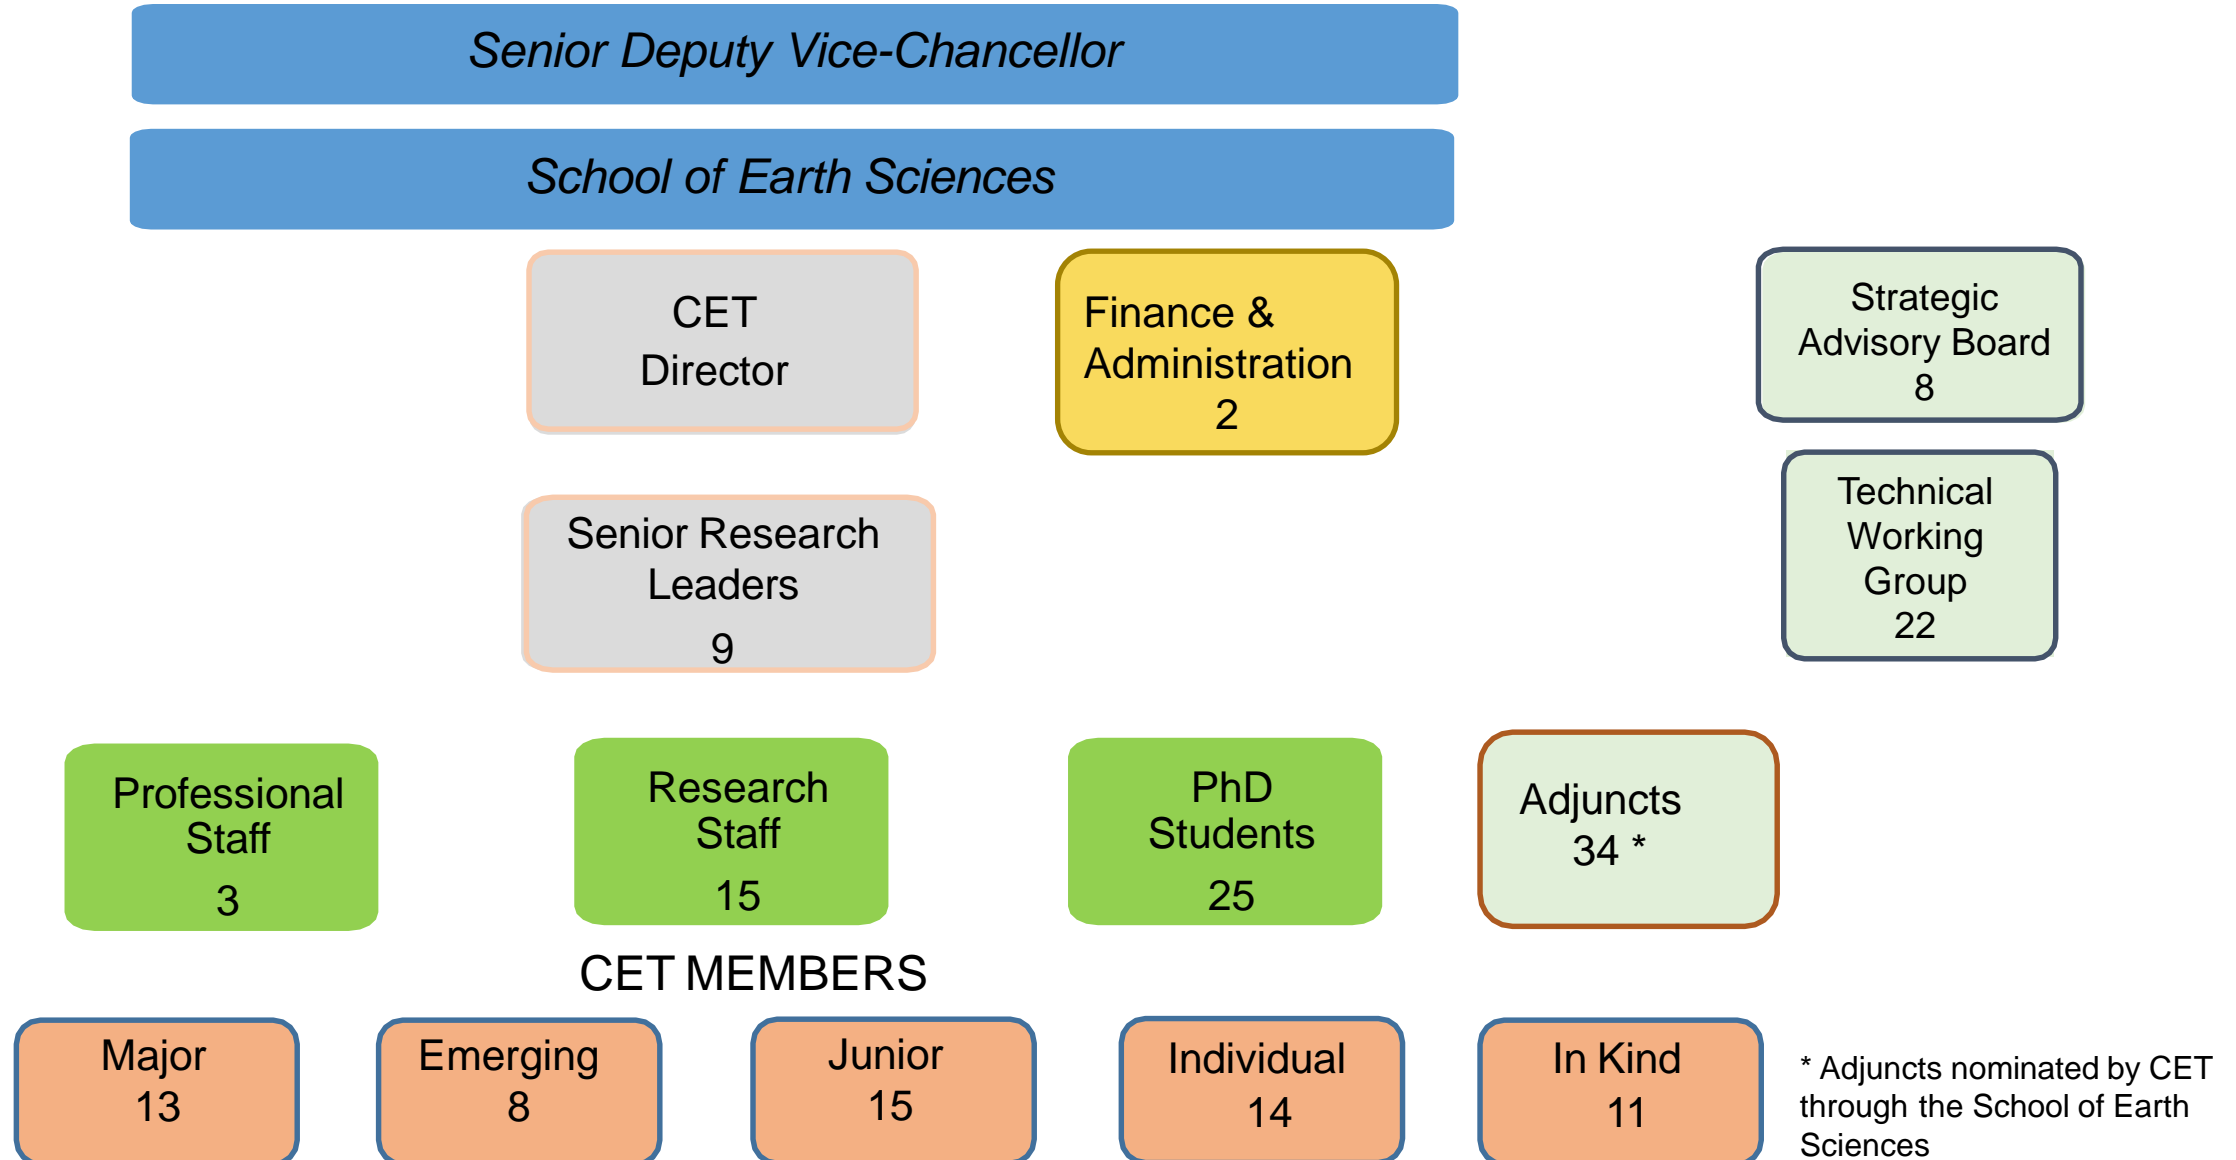 Senior Deputy Vice-Chancellor
School of Earth Sciences
CET
Director
Finance &
Administration
2
Strategic
Advisory Board
8
Senior Research
Leaders
9
Technical
Working
Group
22
Professional
Staff
3
Research
Staff
15
PhD
Students
25
Adjuncts
34 *
CET MEMBERS
Major
13
Emerging
8
Junior
15
Individual
14
In Kind
11
* Adjuncts nominated by CET
through the School of Earth
Sciences